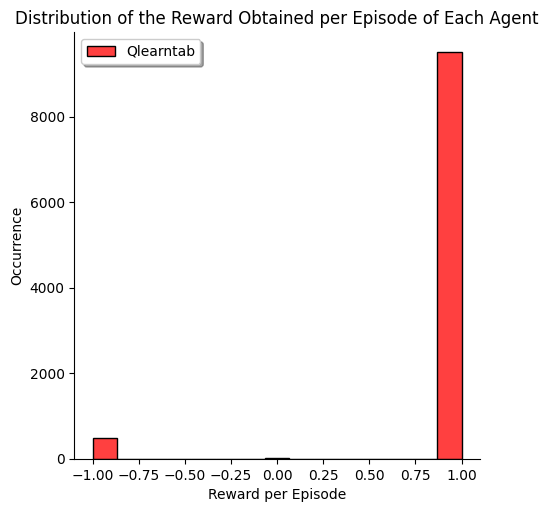 Distribution of the Reward Obtained per Episode of Each Agent
Qlearntab
Occurrence
8000
6000
4000
2000
0
−1.00 −0.75 −0.50 −0.25 0.00 0.25 0.50 0.75 1.00
Reward per Episode